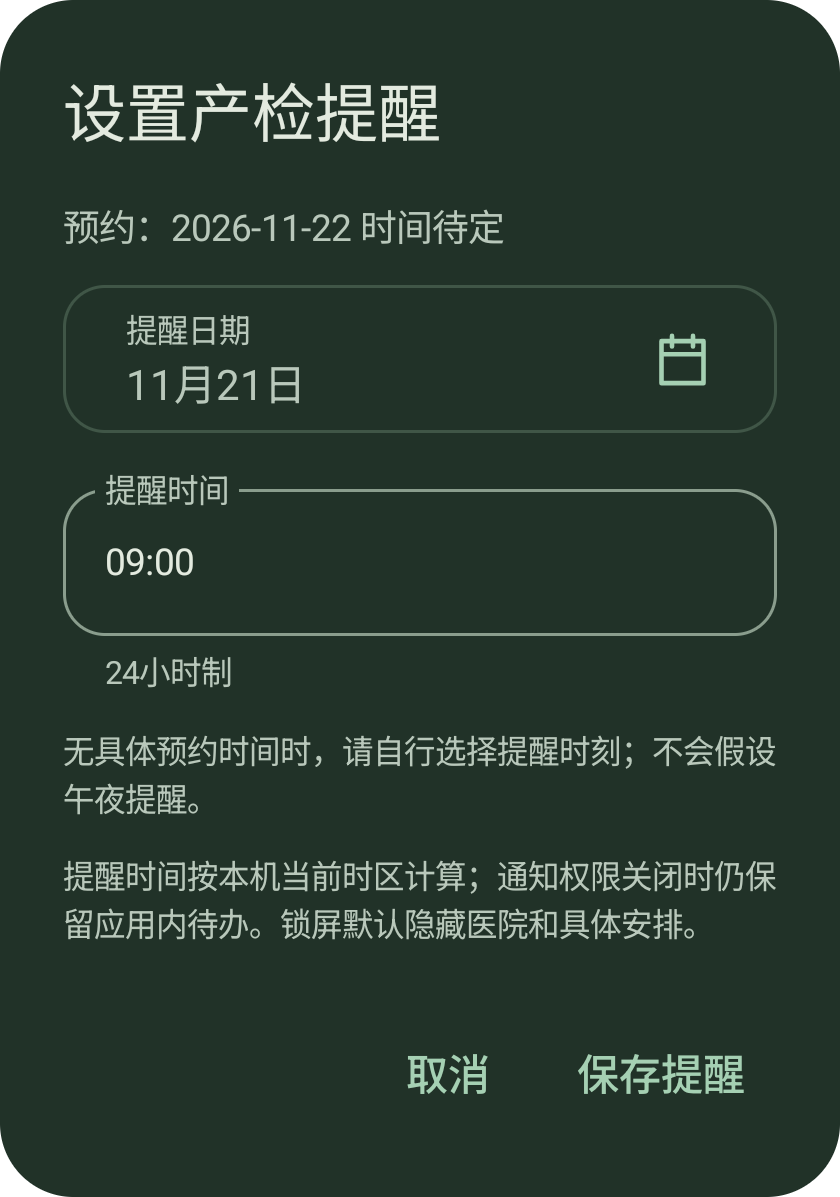 设置产检提醒
预约：2026-11-22 时间待定
提醒日期
11月21日
提醒时间
09:00
24小时制
无具体预约时间时，请自行选择提醒时刻；不会假设
午夜提醒。
提醒时间按本机当前时区计算；通知权限关闭时仍保
留应用内待办。锁屏默认隐藏医院和具体安排。
取消 保存提醒